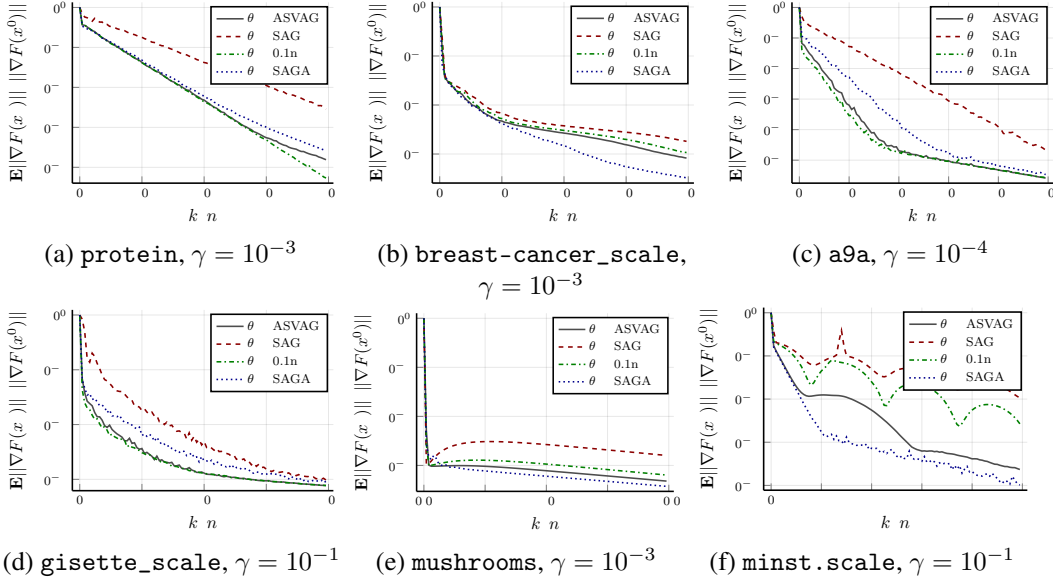 E||∇F(x )|| ||∇F(x⁰)||
0⁰
0⁻
0⁻
0⁻
θ ASVAG
θ SAG
θ 0.1n
θ SAGA
0 0 0 0 0
k n
(a) protein, γ = 10⁻³
E||∇F(x )|| ||∇F(x⁰)||
0⁰
0⁻
0⁻
0⁻
θ ASVAG
θ SAG
θ 0.1n
θ SAGA
0 0 0 0 0
k n
(b) breast-cancer_scale,
γ = 10⁻³
E||∇F(x )|| ||∇F(x⁰)||
0⁰
0⁻
0⁻
0⁻
0⁻
0⁻
θ ASVAG
θ SAG
θ 0.1n
θ SAGA
0 0 0 0 0 0
k n
(c) a9a, γ = 10⁻⁴
E||∇F(x )|| ||∇F(x⁰)||
0⁰
0⁻
0⁻
0⁻
0⁻
θ ASVAG
θ SAG
θ 0.1n
θ SAGA
0 0 0 0 0
k n
(d) gisette_scale, γ = 10⁻¹
E||∇F(x )|| ||∇F(x⁰)||
0⁰
0⁻
θ ASVAG
θ SAG
θ 0.1n
θ SAGA
0 0 0 0 0
k n
(e) mushrooms, γ = 10⁻³
E||∇F(x )|| ||∇F(x⁰)||
0⁰
0⁻
0⁻
0⁻
0⁻
θ ASVAG
θ SAG
θ 0.1n
θ SAGA
0 0 0 0 0 0
k n
(f) minst.scale, γ = 10⁻¹